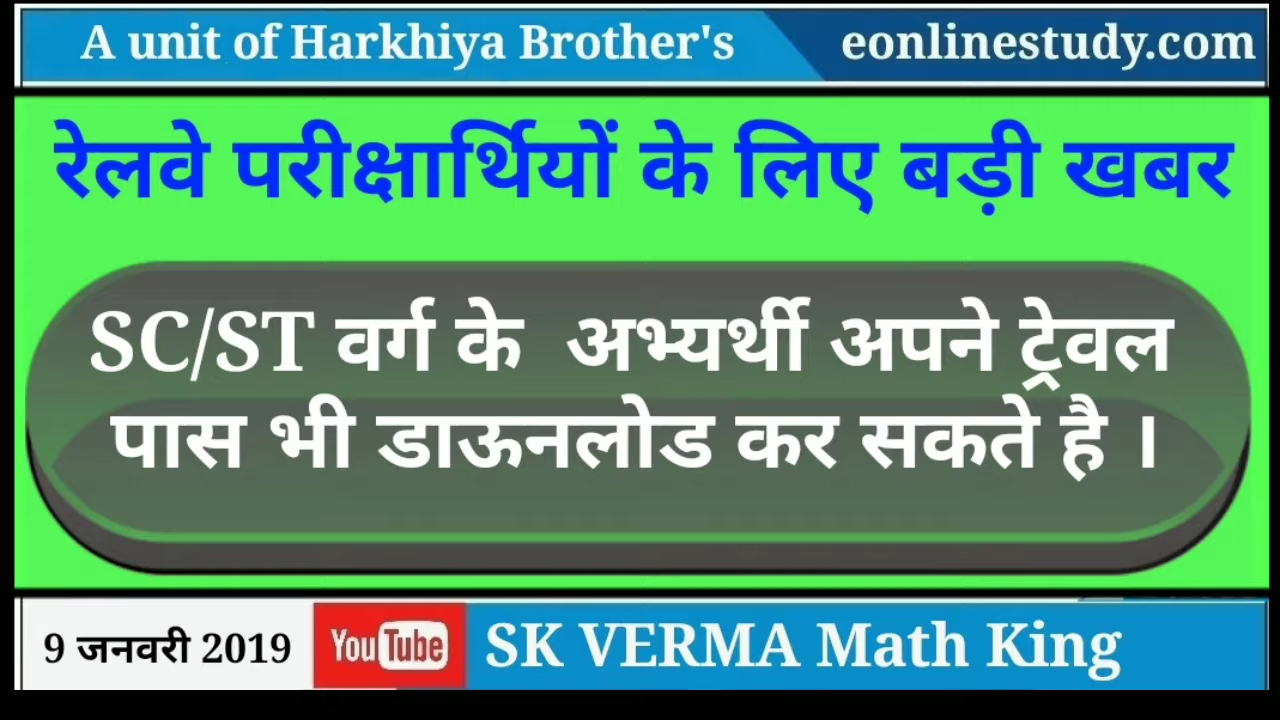 A unit of Harkhiya Brother's eonlinestudy.com
रेलवे परीक्षार्थियों के लिए बड़ी खबर
SC/ST वर्ग के अभ्यर्थी अपने ट्रेवल
पास भी डाऊनलोड कर सकते है ।
9 जनवरी 2019 YouTube SK VERMA Math King